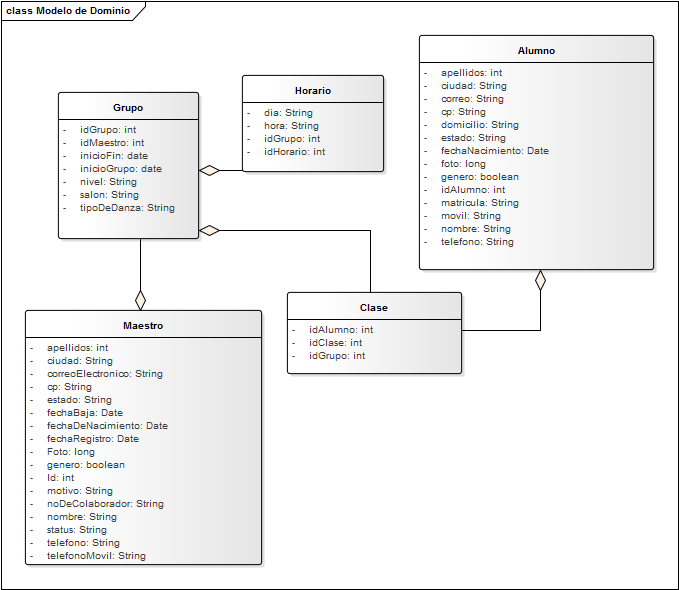 class Modelo de Dominio
Grupo
- idGrupo: int
- idMaestro: int
- inicioFin: date
- inicioGrupo: date
- nivel: String
- salon: String
- tipoDeDanza: String
Horario
- dia: String
- hora: String
- idGrupo: int
- idHorario: int
Alumno
- apellidos: int
- ciudad: String
- correo: String
- cp: String
- domicilio: String
- estado: String
- fechaNacimiento: Date
- foto: long
- genero: boolean
- idAlumno: int
- matricula: String
- movil: String
- nombre: String
- telefono: String
Clase
- idAlumno: int
- idClase: int
- idGrupo: int
Maestro
- apellidos: int
- ciudad: String
- correoElectronico: String
- cp: String
- estado: String
- fechaBaja: Date
- fechaDeNacimiento: Date
- fechaRegistro: Date
- Foto: long
- genero: boolean
- Id: int
- motivo: String
- noDeColaborador: String
- nombre: String
- status: String
- telefono: String
- telefonoMovil: String